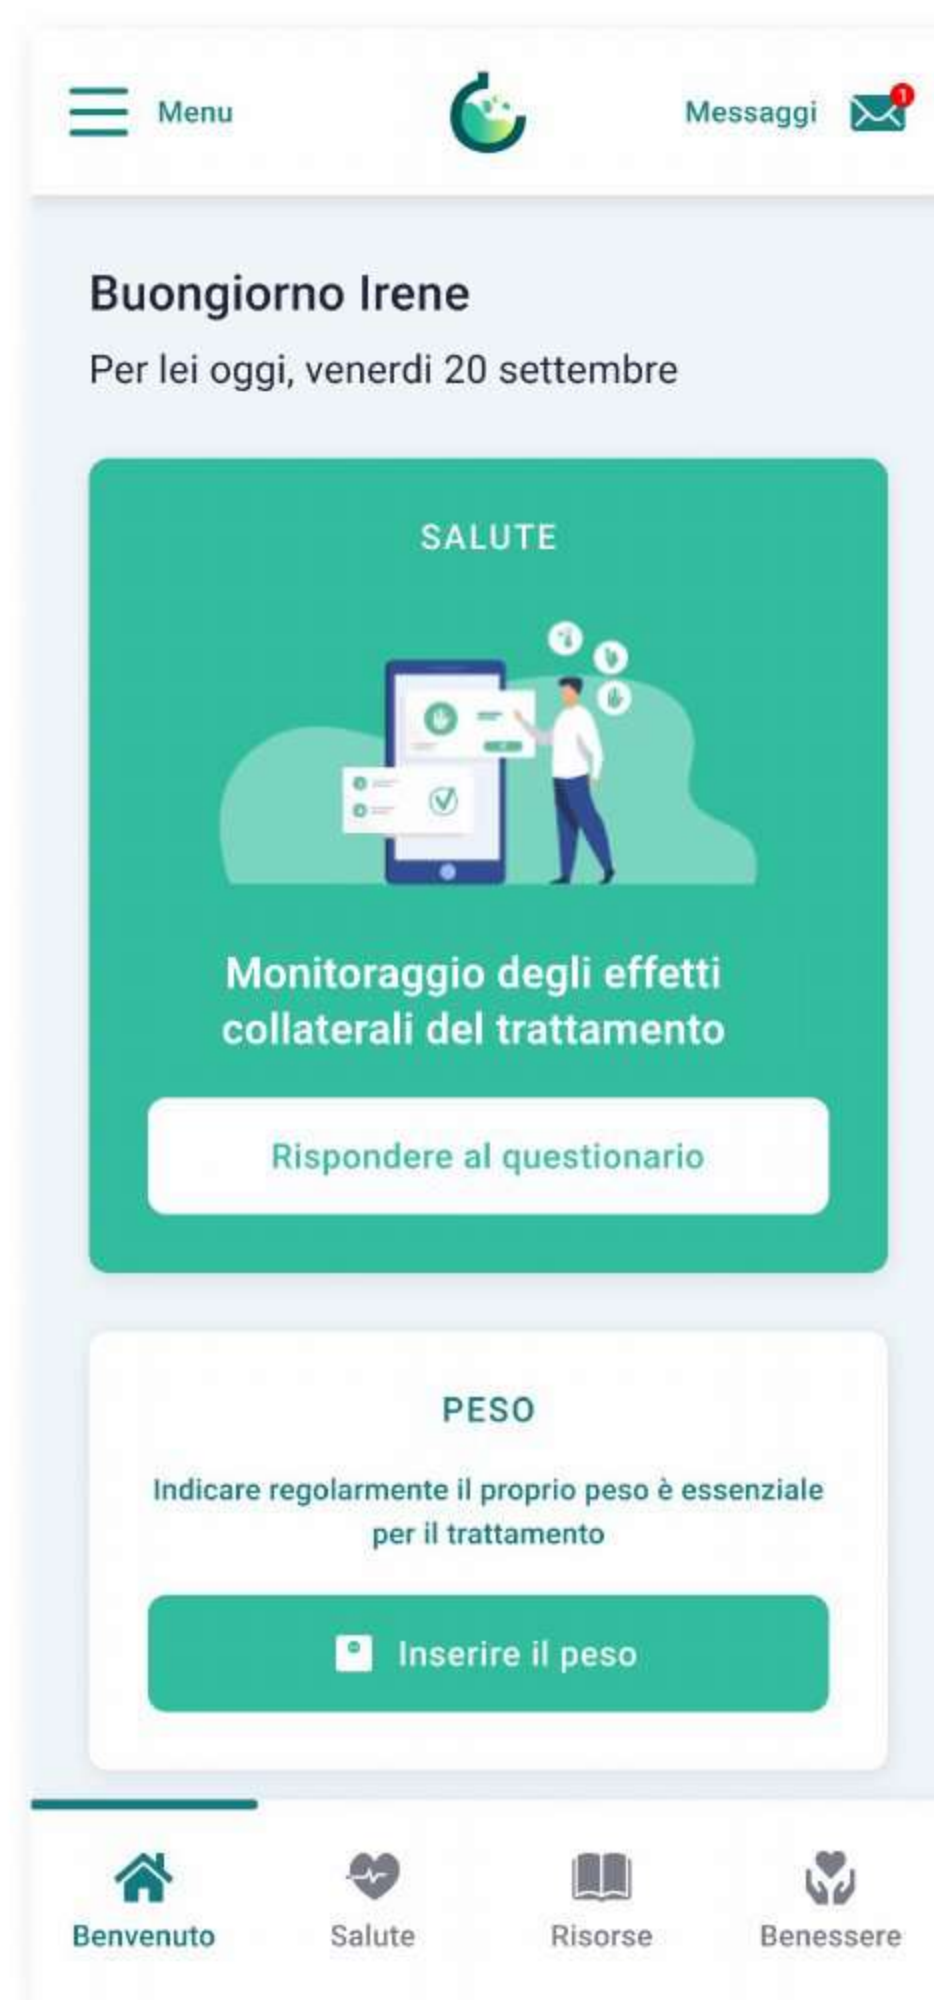 Menu
Messaggi
1
Buongiorno Irene
Per lei oggi, venerdi 20 settembre
SALUTE
Monitoraggio degli effetti
collaterali del trattamento
Rispondere al questionario
PESO
Indicare regolarmente il proprio peso è essenziale
per il trattamento
Inserire il peso
Benvenuto
Salute
Risorse
Benessere